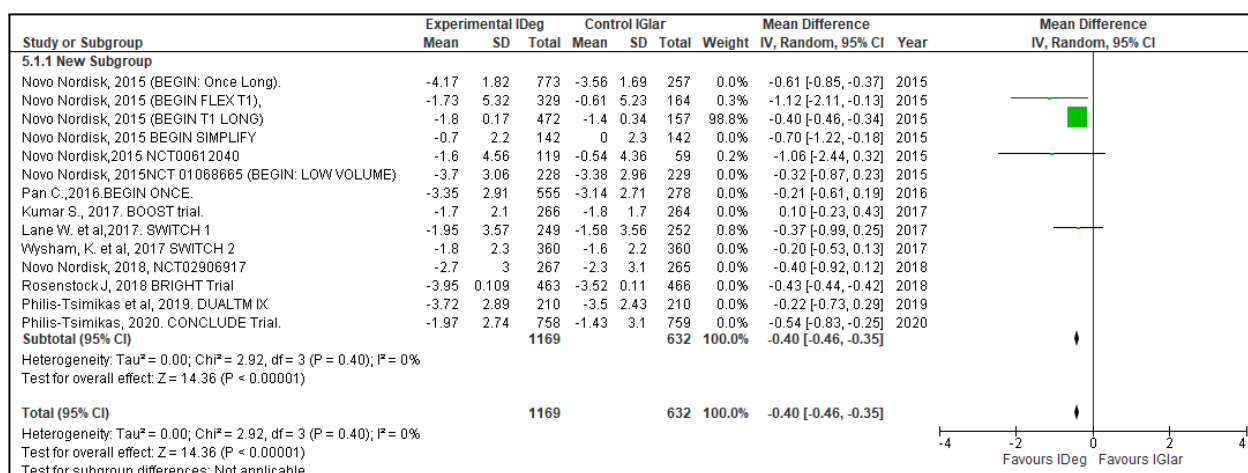 Experimental IDeg Control IGlar Mean Difference Mean Difference
Study or Subgroup Mean SD Total Mean SD Total Weight IV, Random, 95% CI Year IV, Random, 95% CI
5.1.1 New Subgroup
Novo Nordisk, 2015 (BEGIN: Once Long). -4.17 1.82 773 -3.56 1.69 257 0.0% -0.61 [-0.85, -0.37] 2015
Novo Nordisk, 2015 (BEGIN FLEX T1), -1.73 5.32 329 -0.61 5.23 164 0.3% -1.12 [-2.11, -0.13] 2015
Novo Nordisk, 2015 (BEGIN T1 LONG) -1.8 0.17 472 -1.4 0.34 157 98.8% -0.40 [-0.46, -0.34] 2015
Novo Nordisk, 2015 BEGIN SIMPLIFY -0.7 2.2 142 0 2.3 142 0.0% -0.70 [-1.22, -0.18] 2015
Novo Nordisk,2015 NCT00612040 -1.6 4.56 119 -0.54 4.36 59 0.2% -1.06 [-2.44, 0.32] 2015
Novo Nordisk, 2015NCT 01068665 (BEGIN: LOW VOLUME) -3.7 3.06 228 -3.38 2.96 229 0.0% -0.32 [-0.87, 0.23] 2015
Pan C.,2016.BEGIN ONCE. -3.35 2.91 555 -3.14 2.71 278 0.0% -0.21 [-0.61, 0.19] 2016
Kumar S., 2017. BOOST trial. -1.7 2.1 266 -1.8 1.7 264 0.0% 0.10 [-0.23, 0.43] 2017
Lane W. et al,2017. SWITCH 1 -1.95 3.57 249 -1.58 3.56 252 0.8% -0.37 [-0.99, 0.25] 2017
Wysham, K. et al, 2017 SWITCH 2 -1.8 2.3 360 -1.6 2.2 360 0.0% -0.20 [-0.53, 0.13] 2017
Novo Nordisk, 2018, NCT02906917 -2.7 3 267 -2.3 3.1 265 0.0% -0.40 [-0.92, 0.12] 2018
Rosenstock J, 2018 BRIGHT Trial -3.95 0.109 463 -3.52 0.11 466 0.0% -0.43 [-0.44, -0.42] 2018
Philis-Tsimikas et al, 2019. DUALTM IX -3.72 2.89 210 -3.5 2.43 210 0.0% -0.22 [-0.73, 0.29] 2019
Philis-Tsimikas, 2020. CONCLUDE Trial. -1.97 2.74 758 -1.43 3.1 759 0.0% -0.54 [-0.83, -0.25] 2020
Subtotal (95% CI) 1169 632 100.0% -0.40 [-0.46, -0.35]
Heterogeneity: Tau² = 0.00; Chi² = 2.92, df = 3 (P = 0.40); I² = 0%
Test for overall effect: Z = 14.36 (P < 0.00001)
Total (95% CI) 1169 632 100.0% -0.40 [-0.46, -0.35]
Heterogeneity: Tau² = 0.00; Chi² = 2.92, df = 3 (P = 0.40); I² = 0%
Test for overall effect: Z = 14.36 (P < 0.00001)
Test for subgroup differences: Not applicable
-4 -2 0 2 4
Favours IDeg Favours IGlar